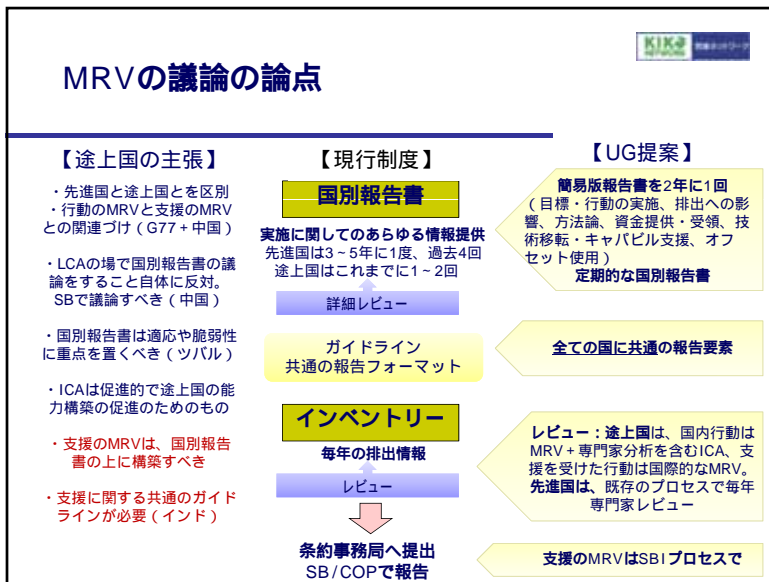 KIKO
NETWORK
気候ネットワーク
MRVの議論の論点
【途上国の主張】
・先進国と途上国とを区別
・行動のMRVと支援のMRV
との関連づけ（G77＋中国）
・LCAの場で国別報告書の議
論をすること自体に反対。
SBで議論すべき（中国）
・国別報告書は適応や脆弱性
に重点を置くべき（ツバル）
・ICAは促進的で途上国の能
力構築の促進のためのもの
・支援のMRVは、国別報告
書の上に構築すべき
・支援に関する共通のガイド
ラインが必要（インド）
【現行制度】
国別報告書
実施に関してのあらゆる情報提供
先進国は3～5年に1度、過去4回
途上国はこれまでに1～2回
詳細レビュー
ガイドライン
共通の報告フォーマット
インベントリー
毎年の排出情報
レビュー
条約事務局へ提出
SB/COPで報告
【UG提案】
簡易版報告書を2年に1回
（目標・行動の実施、排出への影
響、方法論、資金提供・受領、技
術移転・キャパビル支援、オフ
セット使用）
定期的な国別報告書
全ての国に共通の報告要素
レビュー：途上国は、国内行動は
MRV＋専門家分析を含むICA、支
援を受けた行動は国際的なMRV。
先進国は、既存のプロセスで毎年
専門家レビュー
支援のMRVはSBIプロセスで